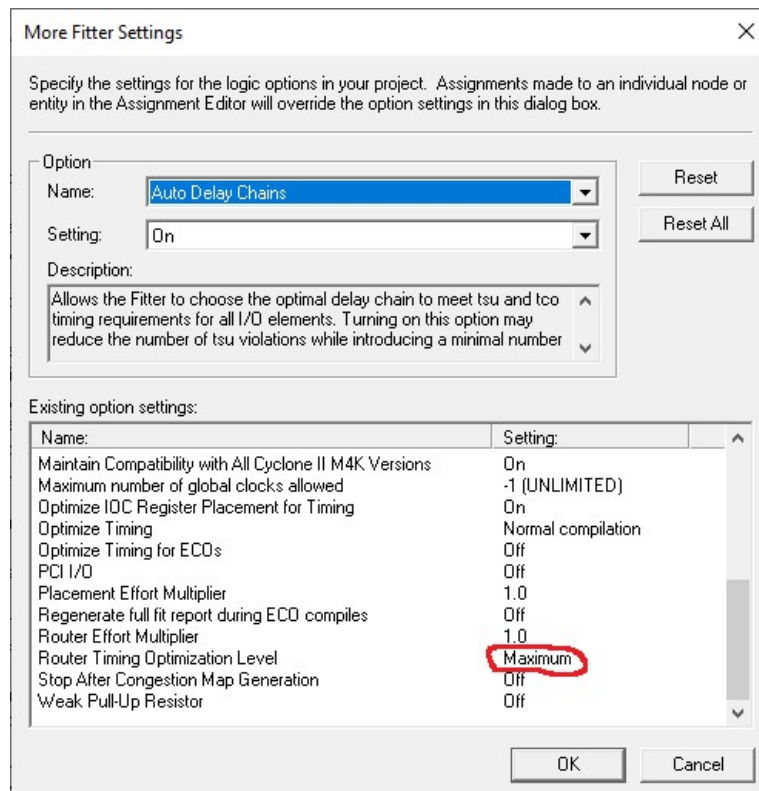 More Fitter Settings
Specify the settings for the logic options in your project. Assignments made to an individual node or
entity in the Assignment Editor will override the option settings in this dialog box.
Option
Name: Auto Delay Chains
Reset
Setting: On
Reset All
Description:
Allows the Fitter to choose the optimal delay chain to meet tsu and tco
timing requirements for all I/O elements. Turning on this option may
reduce the number of tsu violations while introducing a minimal number
Existing option settings:
Name: Setting:
Maintain Compatibility with All Cyclone II M4K Versions On
Maximum number of global clocks allowed -1 (UNLIMITED)
Optimize IOC Register Placement for Timing On
Optimize Timing Normal compilation
Optimize Timing for ECOs Off
PCI I/O Off
Placement Effort Multiplier 1.0
Regenerate full fit report during ECO compiles Off
Router Effort Multiplier 1.0
Router Timing Optimization Level Maximum
Stop After Congestion Map Generation Off
Weak Pull-Up Resistor Off
OK Cancel